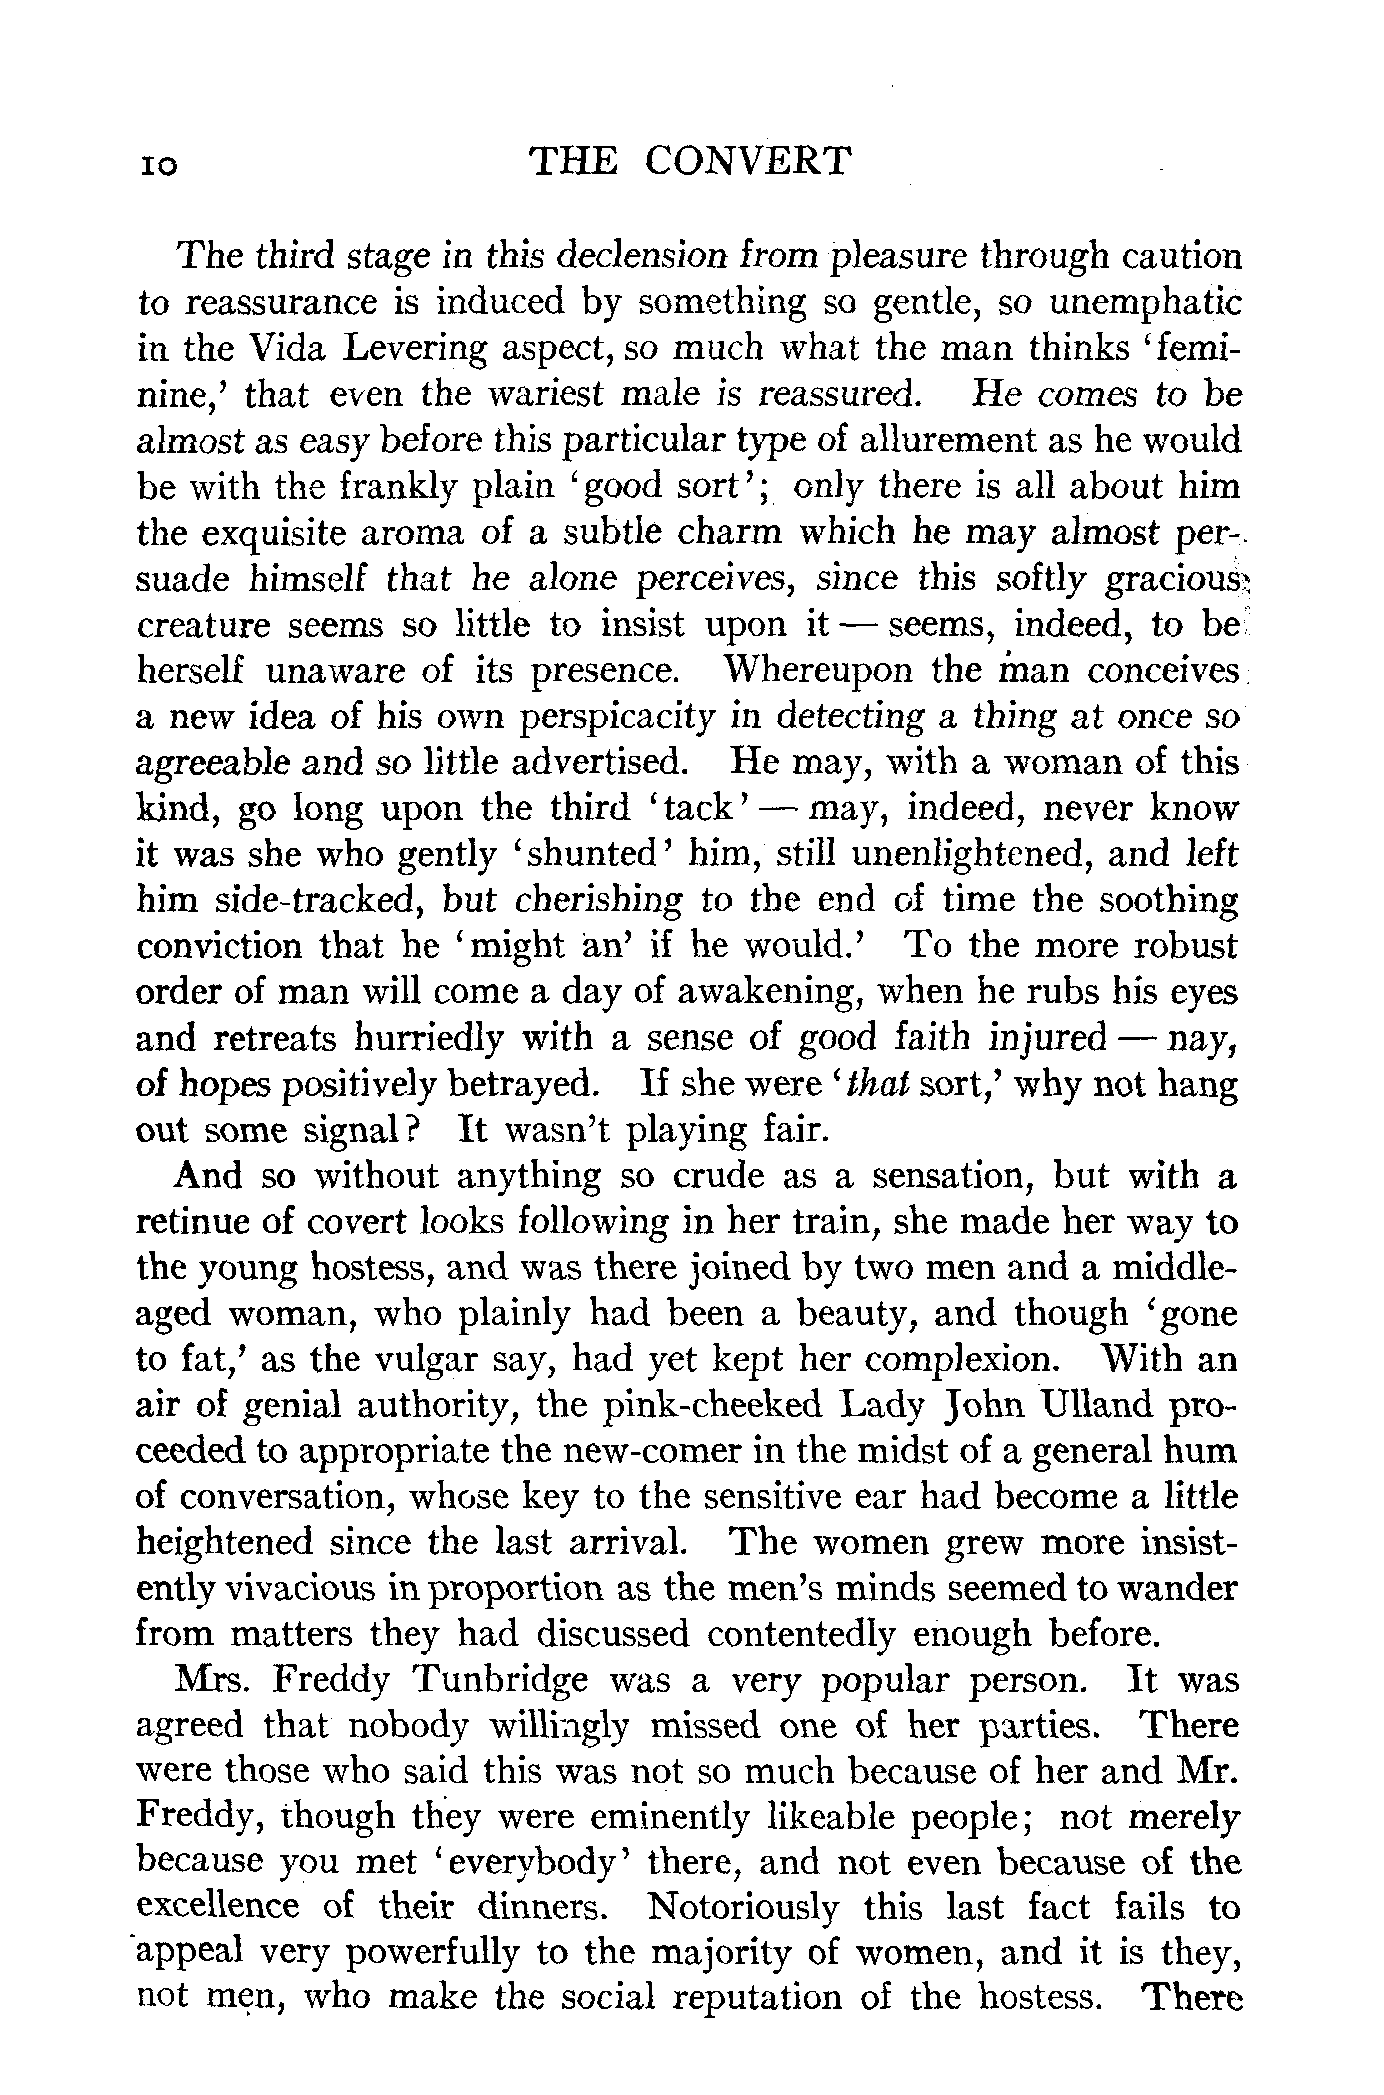 10 THE CONVERT
The third stage in this declension from pleasure through caution
to reassurance is induced by something so gentle, so unemphatic
in the Vida Levering aspect, so much what the man thinks ‘femi-
nine,’ that even the wariest male is reassured. He comes to be
almost as easy before this particular type of allurement as he would
be with the frankly plain ‘good sort’; only there is all about him
the exquisite aroma of a subtle charm which he may almost per-
suade himself that he alone perceives, since this softly gracious
creature seems so little to insist upon it — seems, indeed, to be
herself unaware of its presence. Whereupon the man conceives
a new idea of his own perspicacity in detecting a thing at once so
agreeable and so little advertised. He may, with a woman of this
kind, go long upon the third ‘tack’ — may, indeed, never know
it was she who gently ‘shunted’ him, still unenlightened, and left
him side-tracked, but cherishing to the end of time the soothing
conviction that he ‘might an’ if he would.’ To the more robust
order of man will come a day of awakening, when he rubs his eyes
and retreats hurriedly with a sense of good faith injured — nay,
of hopes positively betrayed. If she were ‘that sort,’ why not hang
out some signal? It wasn’t playing fair.
And so without anything so crude as a sensation, but with a
retinue of covert looks following in her train, she made her way to
the young hostess, and was there joined by two men and a middle-
aged woman, who plainly had been a beauty, and though ‘gone
to fat,’ as the vulgar say, had yet kept her complexion. With an
air of genial authority, the pink-cheeked Lady John Ulland pro-
ceeded to appropriate the new-comer in the midst of a general hum
of conversation, whose key to the sensitive ear had become a little
heightened since the last arrival. The women grew more insist-
ently vivacious in proportion as the men’s minds seemed to wander
from matters they had discussed contentedly enough before.
Mrs. Freddy Tunbridge was a very popular person. It was
agreed that nobody willingly missed one of her parties. There
were those who said this was not so much because of her and Mr.
Freddy, though they were eminently likeable people; not merely
because you met ‘everybody’ there, and not even because of the
excellence of their dinners. Notoriously this last fact fails to
appeal very powerfully to the majority of women, and it is they,
not men, who make the social reputation of the hostess. There